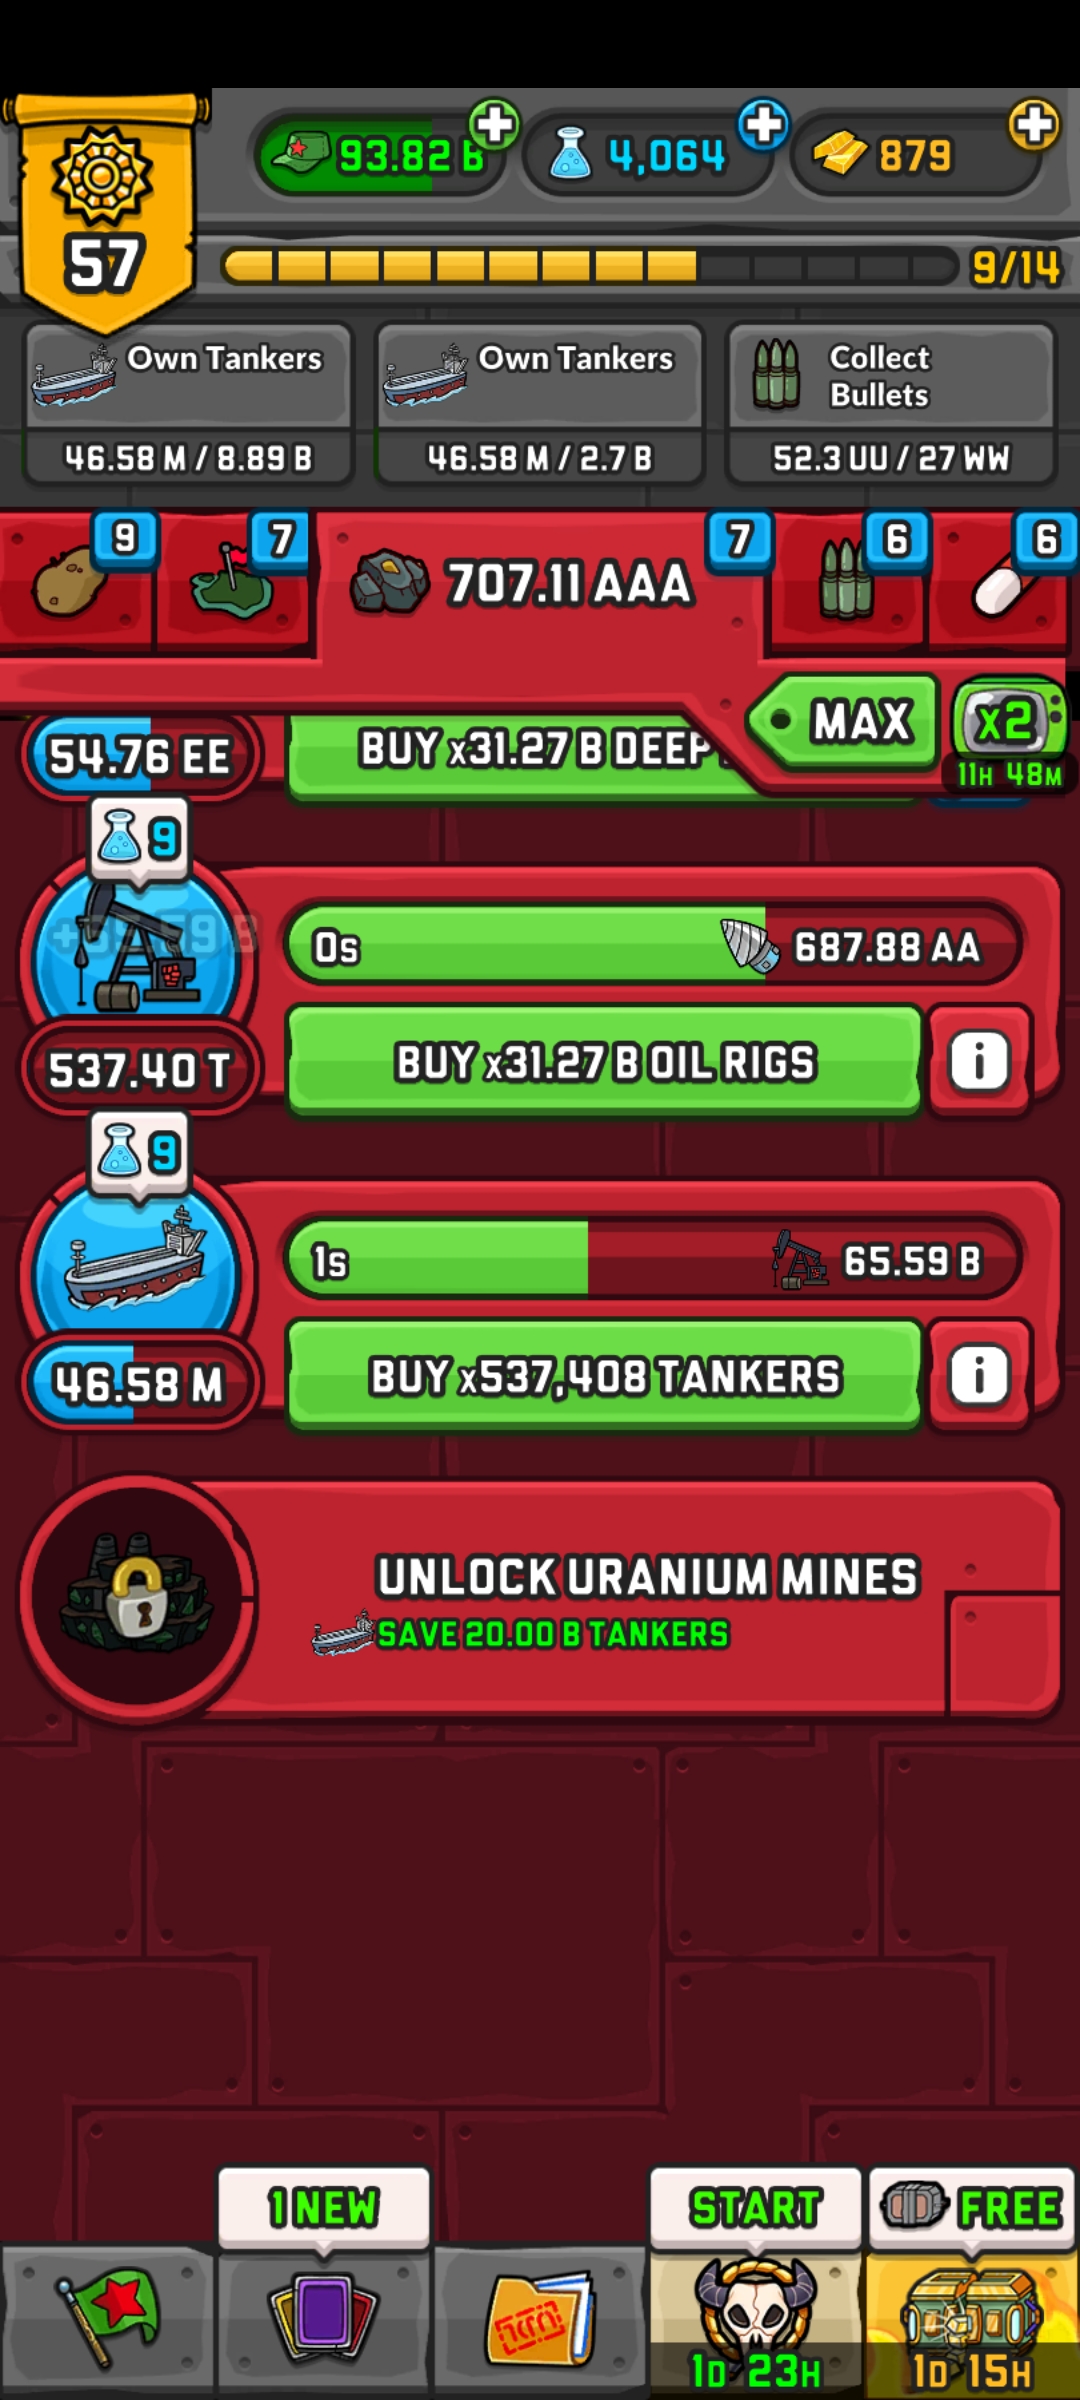 93.82 B
4,064
879
57
9/14
Own Tankers
46.58 M / 8.89 B
Own Tankers
46.58 M / 2.7 B
Collect
Bullets
52.3 UU / 27 WW
9
7
707.11 AAA
7
6
6
MAX
x2
11H 48M
54.76 EE
BUY x31.27 B DEEP
9
0s
687.88 AA
537.40 T
BUY x31.27 B OIL RIGS
i
9
1s
65.59 B
46.58 M
BUY x537,408 TANKERS
i
UNLOCK URANIUM MINES
SAVE 20.00 B TANKERS
1 NEW
START
FREE
1D 23H
1D 15H